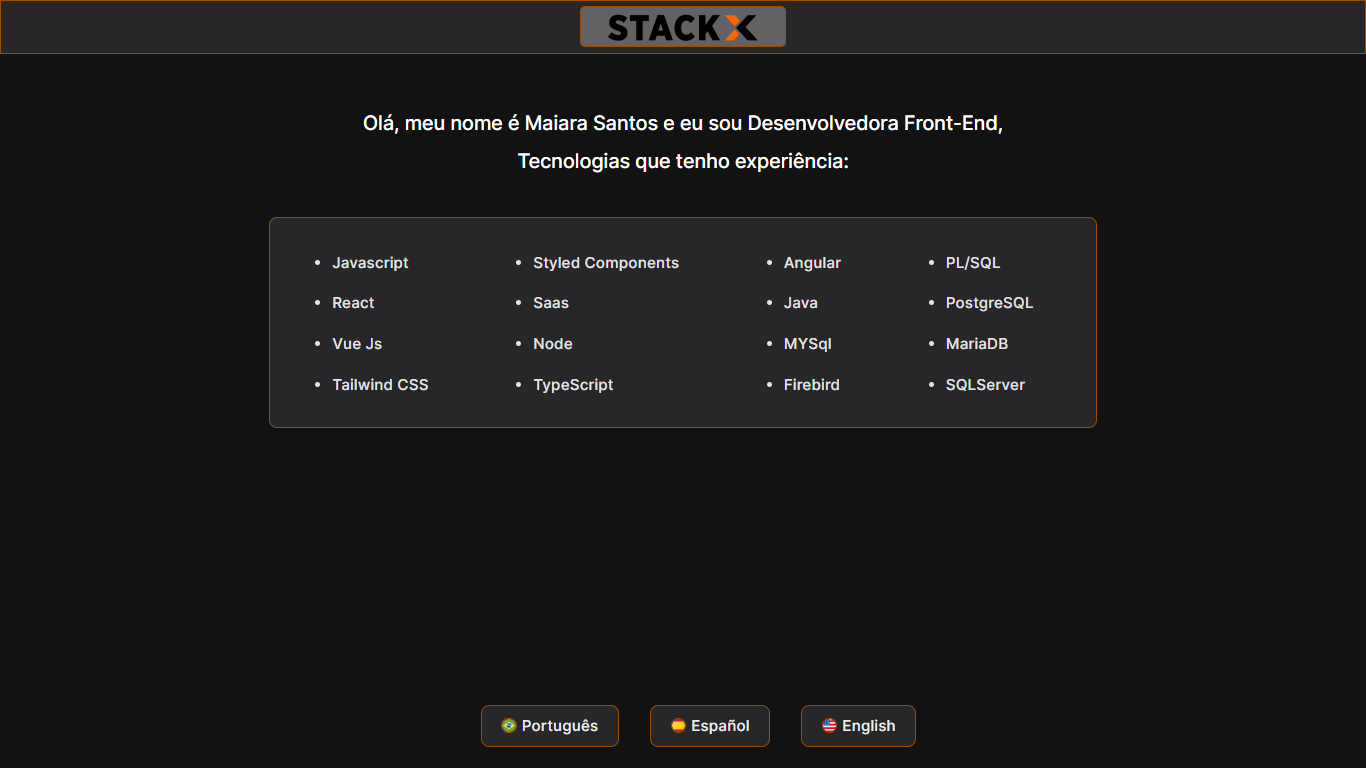 STACKX
Olá, meu nome é Maiara Santos e eu sou Desenvolvedora Front-End,
Tecnologias que tenho experiência:
• Javascript • Styled Components • Angular • PL/SQL
• React • Saas • Java • PostgreSQL
• Vue Js • Node • MYSql • MariaDB
• Tailwind CSS • TypeScript • Firebird • SQLServer
Português Español English